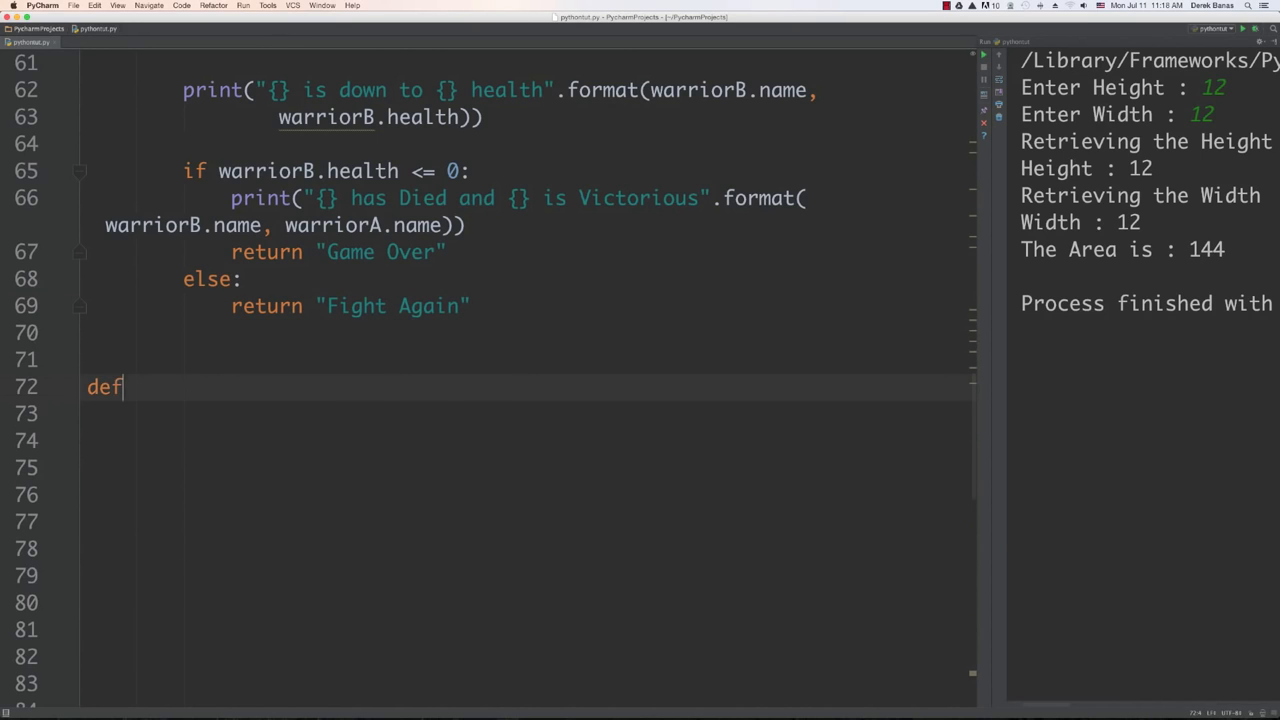 PyCharm File Edit View Navigate Code Refactor Run Tools VCS Window Help
10 Mon Jul 11 11:18 AM Derek Banas
pythontut.py - PycharmProjects - [~/PycharmProjects]
PycharmProjects pythontut.py
pythontut
pythontut.py
Run pythontut
61
62 print("{} is down to {} health".format(warriorB.name,
63 warriorB.health))
64
65 if warriorB.health <= 0:
66 print("{} has Died and {} is Victorious".format(
warriorB.name, warriorA.name))
67 return "Game Over"
68 else:
69 return "Fight Again"
70
71
72 def
73
74
75
76
77
78
79
80
81
82
83
/Library/Frameworks/Py
Enter Height : 12
Enter Width : 12
Retrieving the Height
Height : 12
Retrieving the Width
Width : 12
The Area is : 144
Process finished with
72:4 LF UTF-8